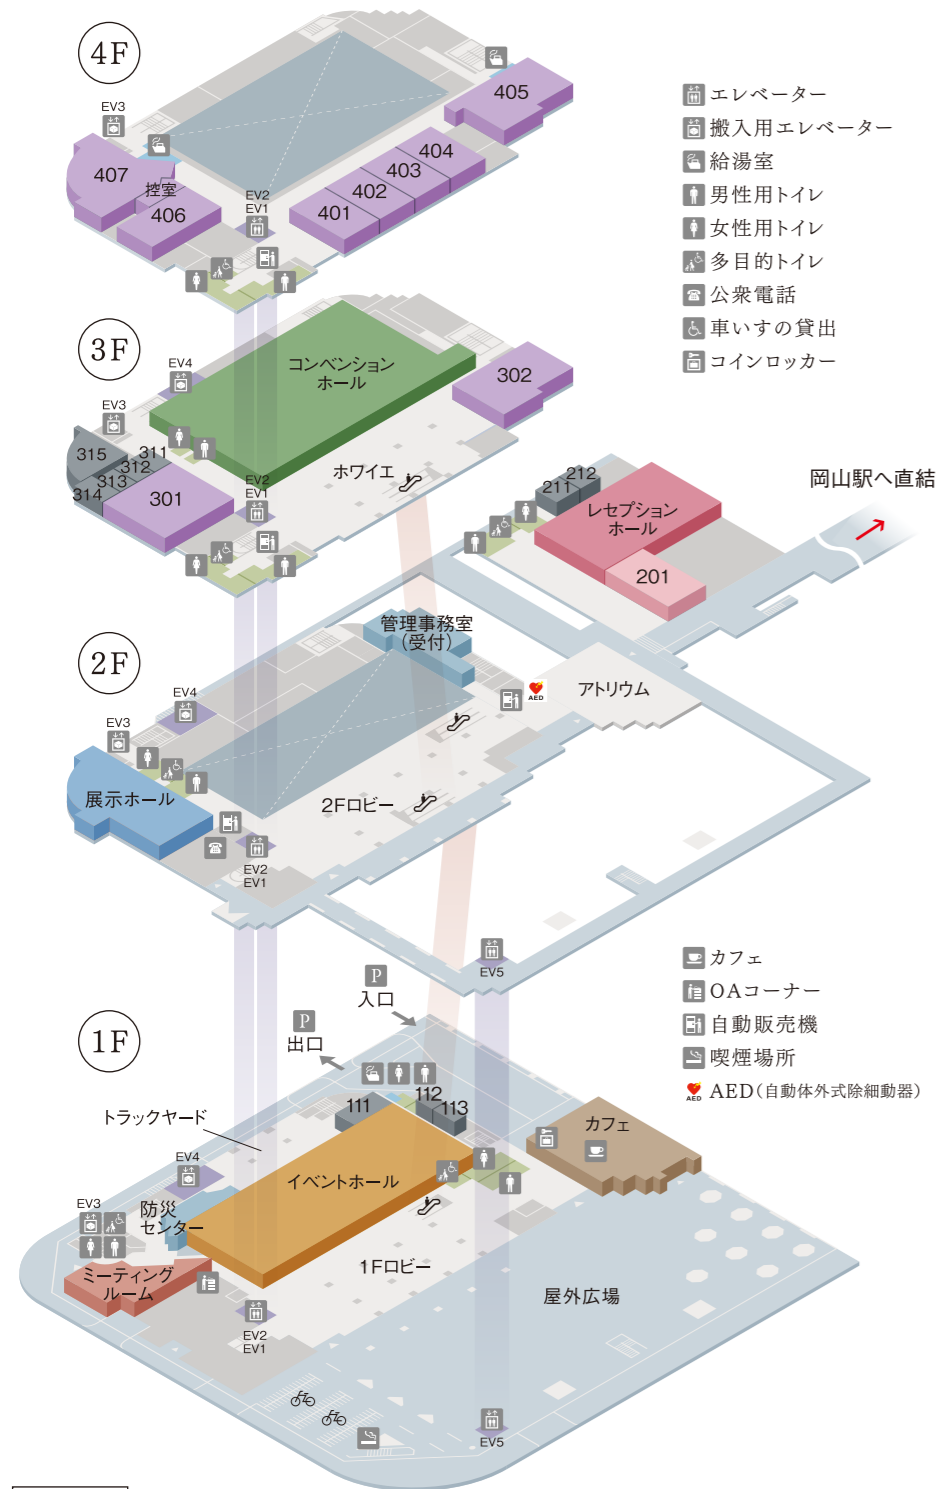 4F
EV3
405
404
403
402
401
407
控室
406
EV2
EV1
エレベーター
搬入用エレベーター
給湯室
男性用トイレ
女性用トイレ
多目的トイレ
公衆電話
車いすの貸出
コインロッカー
3F
EV4
EV3
コンベンション
ホール
302
315
311
312
313
314
301
EV2
EV1
ホワイエ
212
211
レセプション
ホール
201
岡山駅へ直結
2F
管理事務室
(受付)
EV4
EV3
AED
アトリウム
展示ホール
2Fロビー
EV2
EV1
EV5
カフェ
OAコーナー
自動販売機
喫煙場所
AED
AED(自動体外式除細動器)
1F
P
入口
P
出口
トラックヤード
111
112
113
カフェ
EV4
EV3
イベントホール
防災
センター
ミーティング
ルーム
1Fロビー
屋外広場
EV2
EV1
EV5